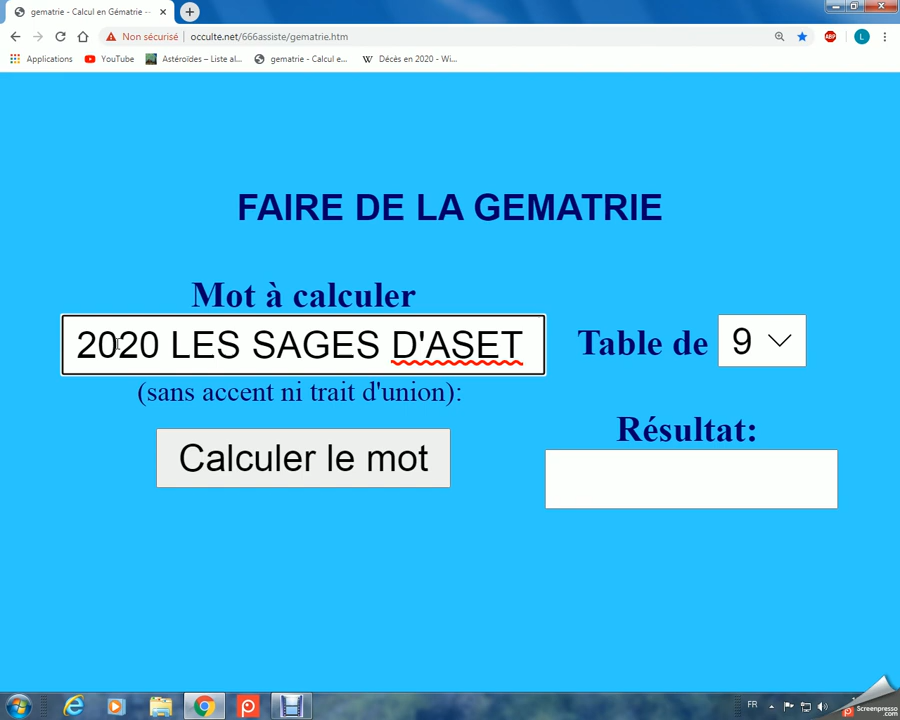 gematrie - Calcul en Gématrie --
Non sécurisé | occulte.net/666assiste/gematrie.htm
ABP
L
Applications YouTube Astéroïdes – Liste al... gematrie - Calcul e... W Décès en 2020 - Wi...
FAIRE DE LA GEMATRIE
Mot à calculer
2020 LES SAGES D'ASET
Table de 9
(sans accent ni trait d'union):
Résultat:
Calculer le mot
FR
Screenpresso
.com